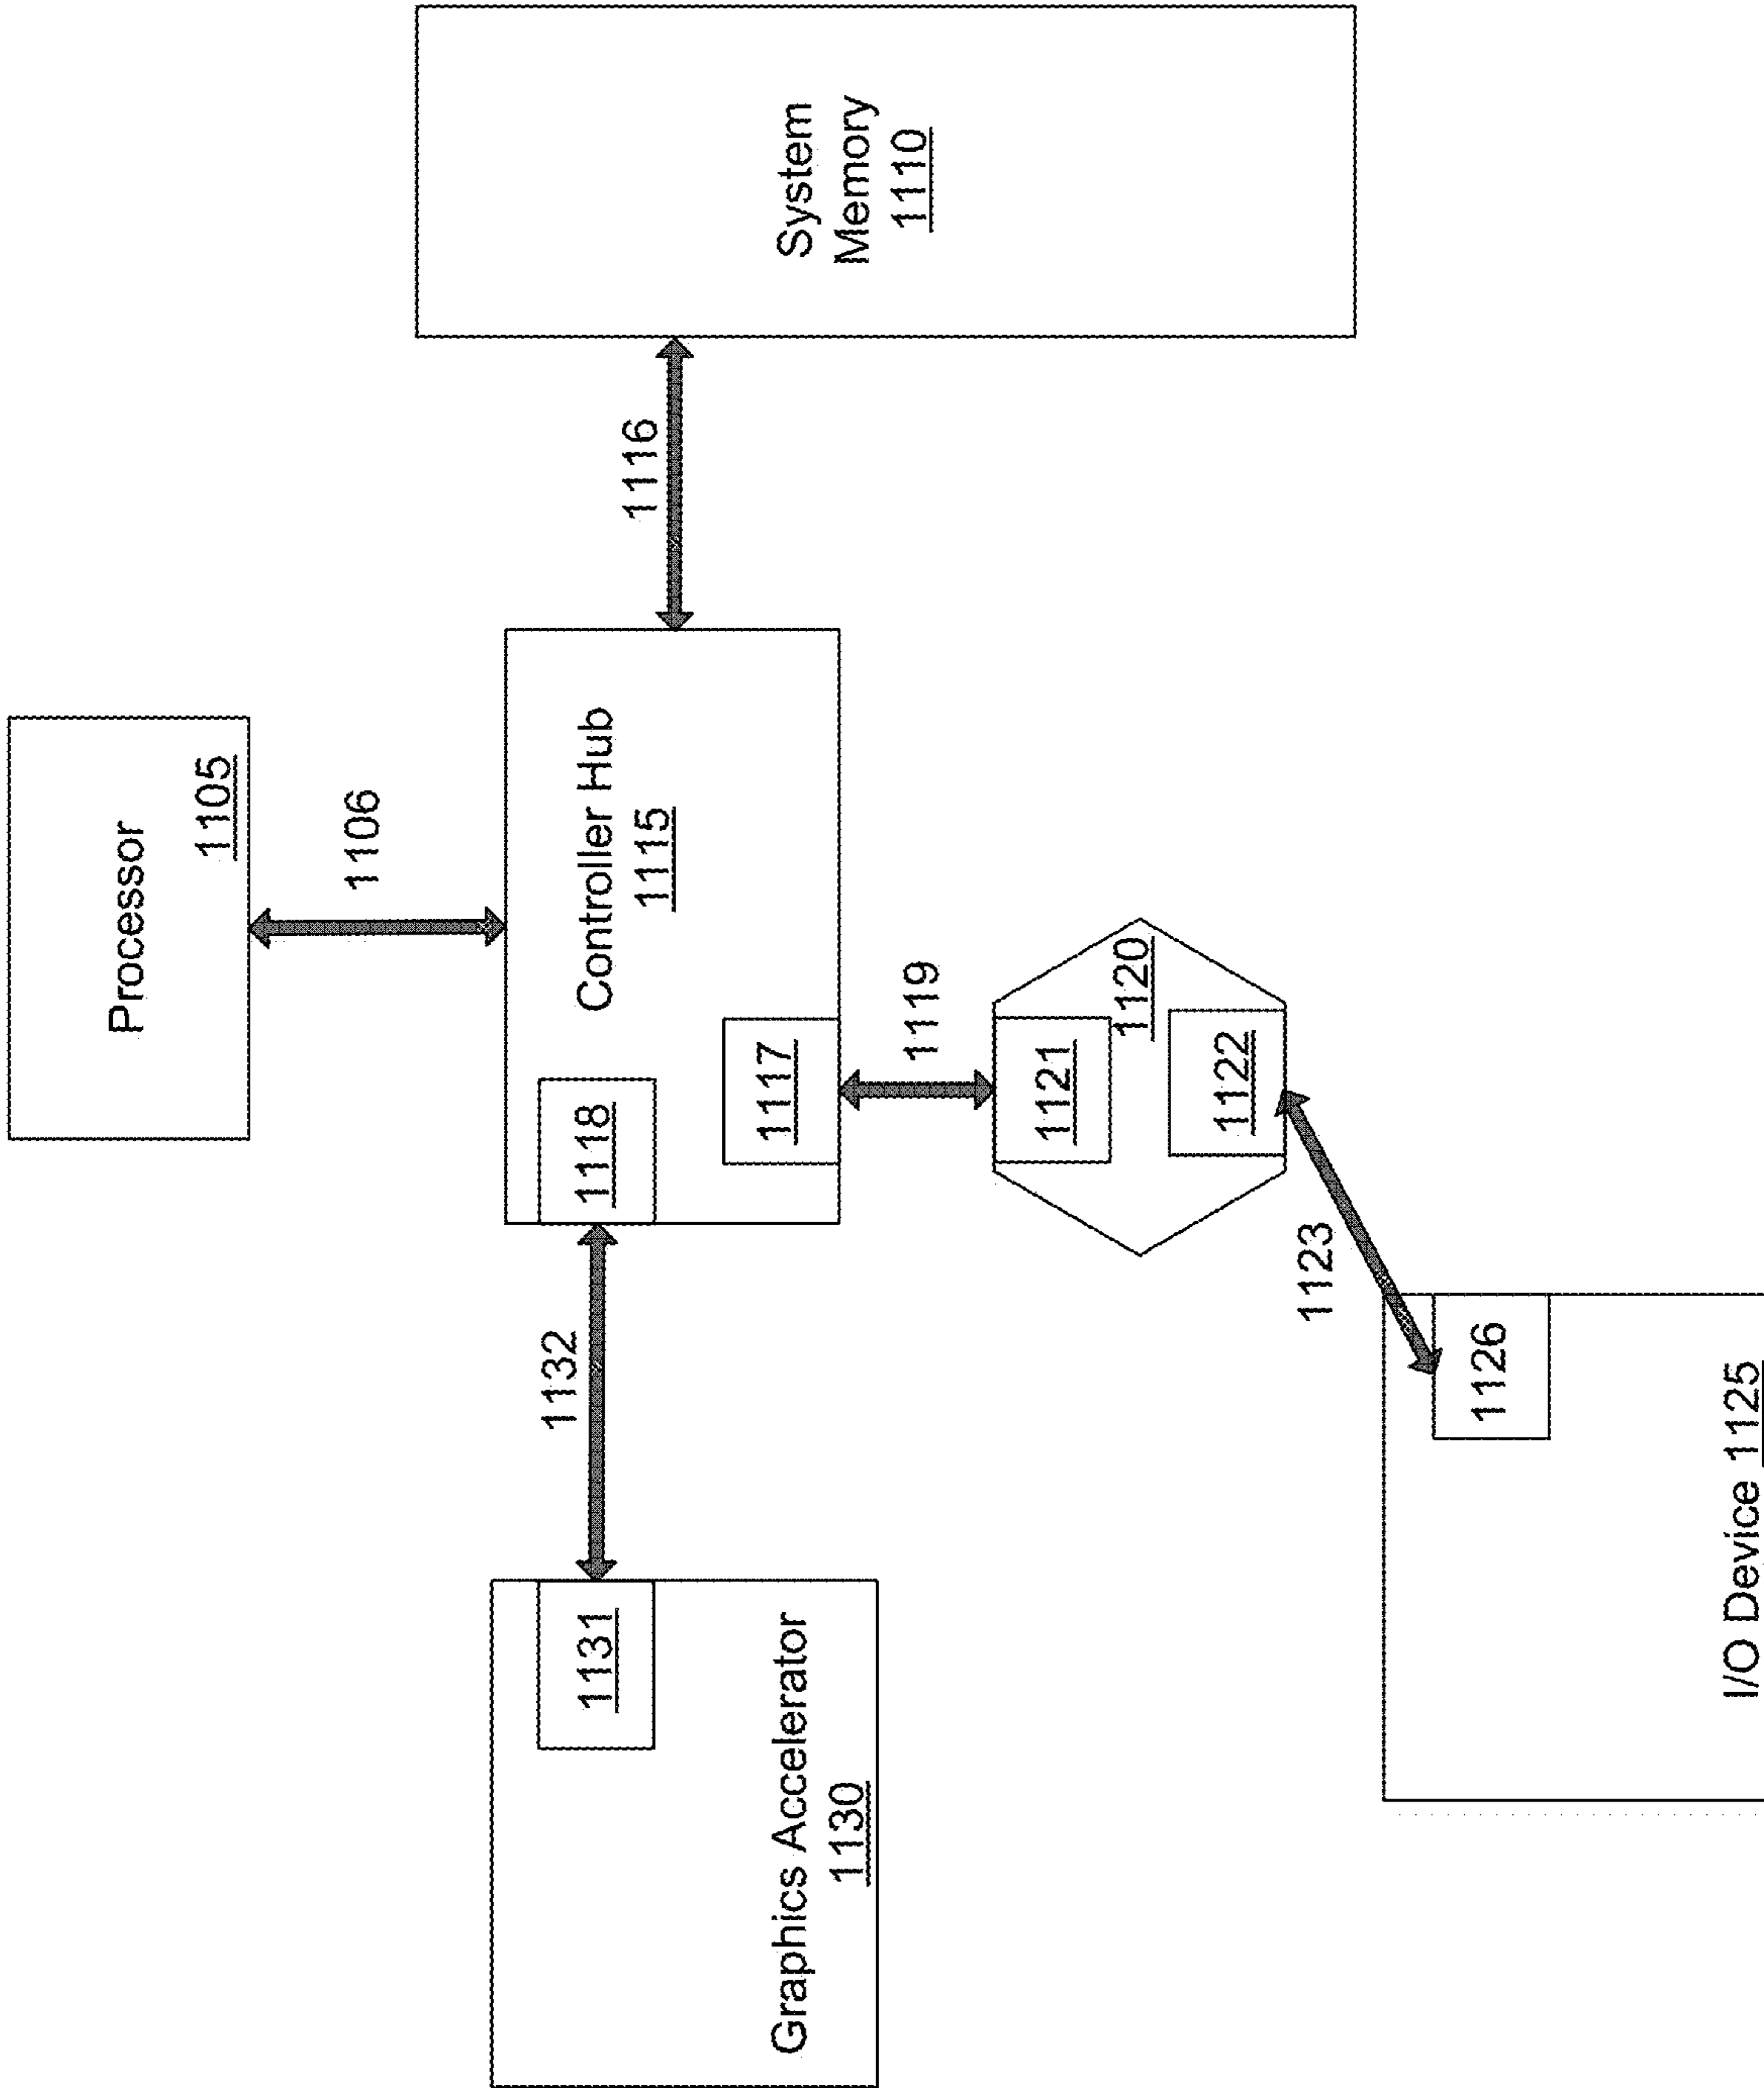 Processor
1105
1106
System
Memory
1110
1116
Controller Hub
1115
1118
1117
1132
1131
Graphics Accelerator
1130
1119
1121
1120
1122
1123
1126
I/O Device 1125